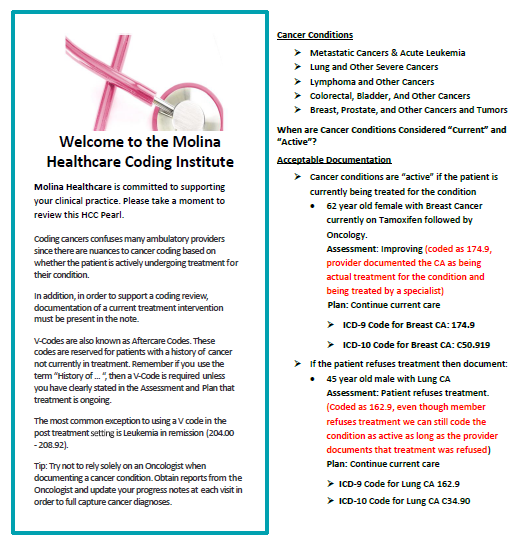 Welcome to the Molina
Healthcare Coding Institute
Molina Healthcare is committed to supporting
your clinical practice. Please take a moment to
review this HCC Pearl.
Coding cancers confuses many ambulatory providers
since there are nuances to cancer coding based on
whether the patient is actively undergoing treatment for
their condition.
In addition, in order to support a coding review,
documentation of current treatment intervention
must be present in the note.
V-Codes are also known as Aftercare Codes. These
codes are reserved for patients with a history of cancer
not currently in treatment. Remember if you use the
term "History of ... ", then a V-Code is required unless
you have clearly stated in the Assessment and Plan that
treatment is ongoing.
The most common exception to using a V code in the
post treatment setting is Leukemia in remission (204.00
- 208.92).
Tip: Try not to rely solely on an Oncologist when
documenting a cancer condition. Obtain reports from the
Oncologist and update your progress notes at each visit in
order to full capture cancer diagnoses.
Cancer Conditions
➢ Metastatic Cancers & Acute Leukemia
➢ Lung and Other Severe Cancers
➢ Lymphoma and Other Cancers
➢ Colorectal, Bladder, And Other Cancers
➢ Breast, Prostate, and Other Cancers and Tumors
When are Cancer Conditions Considered "Current" and
"Active"?
Acceptable Documentation
➢ Cancer conditions are "active" if the patient is
currently being treated for the condition
• 62 year old female with Breast Cancer
currently on Tamoxifen followed by
Oncology.
Assessment: Improving (coded as 174.9,
provider documented the CA as being
actual treatment for the condition and
being treated by a specialist)
Plan: Continue current care
➢ ICD-9 Code for Breast CA: 174.9
➢ ICD-10 Code for Breast CA: C50.919
➢ If the patient refuses treatment then document:
• 45 year old male with Lung CA
Assessment: Patient refuses treatment.
(Coded as 162.9, even though member
refuses treatment we can still code the
condition as active as long as the provider
documents that treatment was refused)
Plan: Continue current care
➢ ICD-9 Code for Lung CA 162.9
➢ ICD-10 Code for Lung CA C34.90